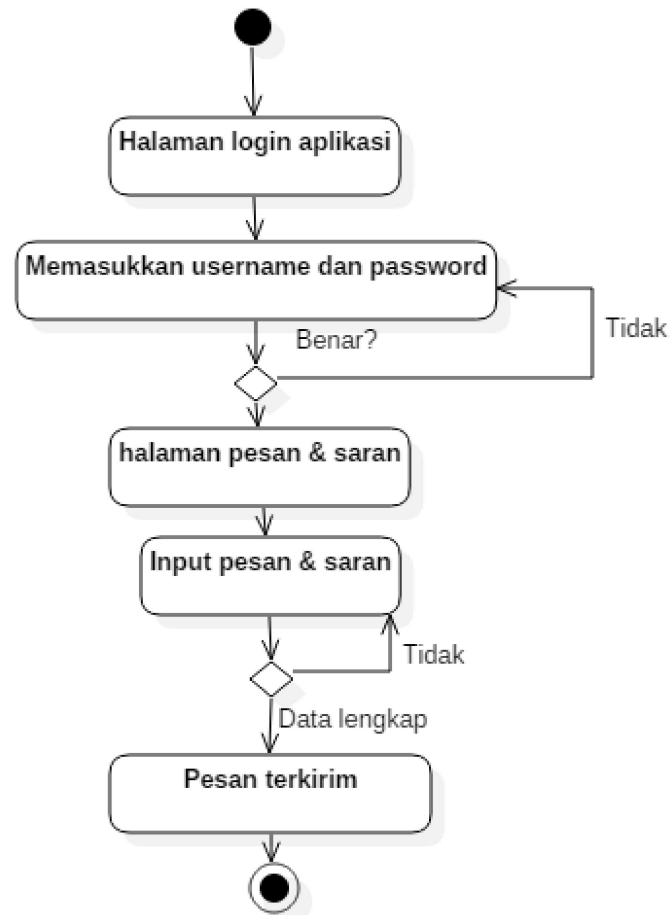 Halaman login aplikasi
Memasukkan username dan password
Benar?
Tidak
halaman pesan & saran
Input pesan & saran
Tidak
Data lengkap
Pesan terkirim